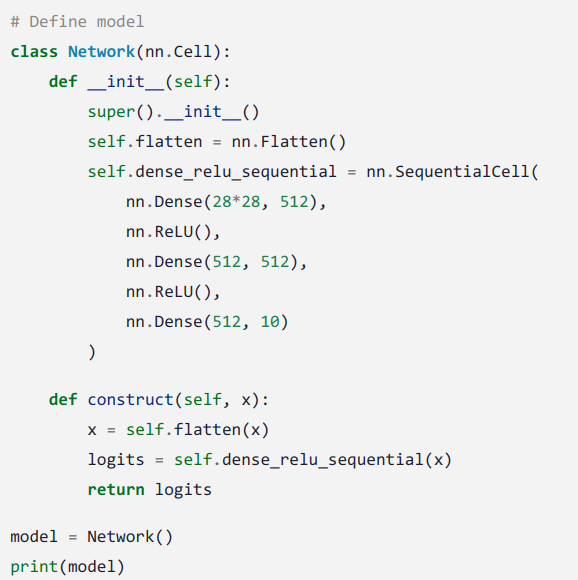 # Define model
class Network(nn.Cell):
    def __init__(self):
        super().__init__()
        self.flatten = nn.Flatten()
        self.dense_relu_sequential = nn.SequentialCell(
            nn.Dense(28*28, 512),
            nn.ReLU(),
            nn.Dense(512, 512),
            nn.ReLU(),
            nn.Dense(512, 10)
        )
    def construct(self, x):
        x = self.flatten(x)
        logits = self.dense_relu_sequential(x)
        return logits
model = Network()
print(model)